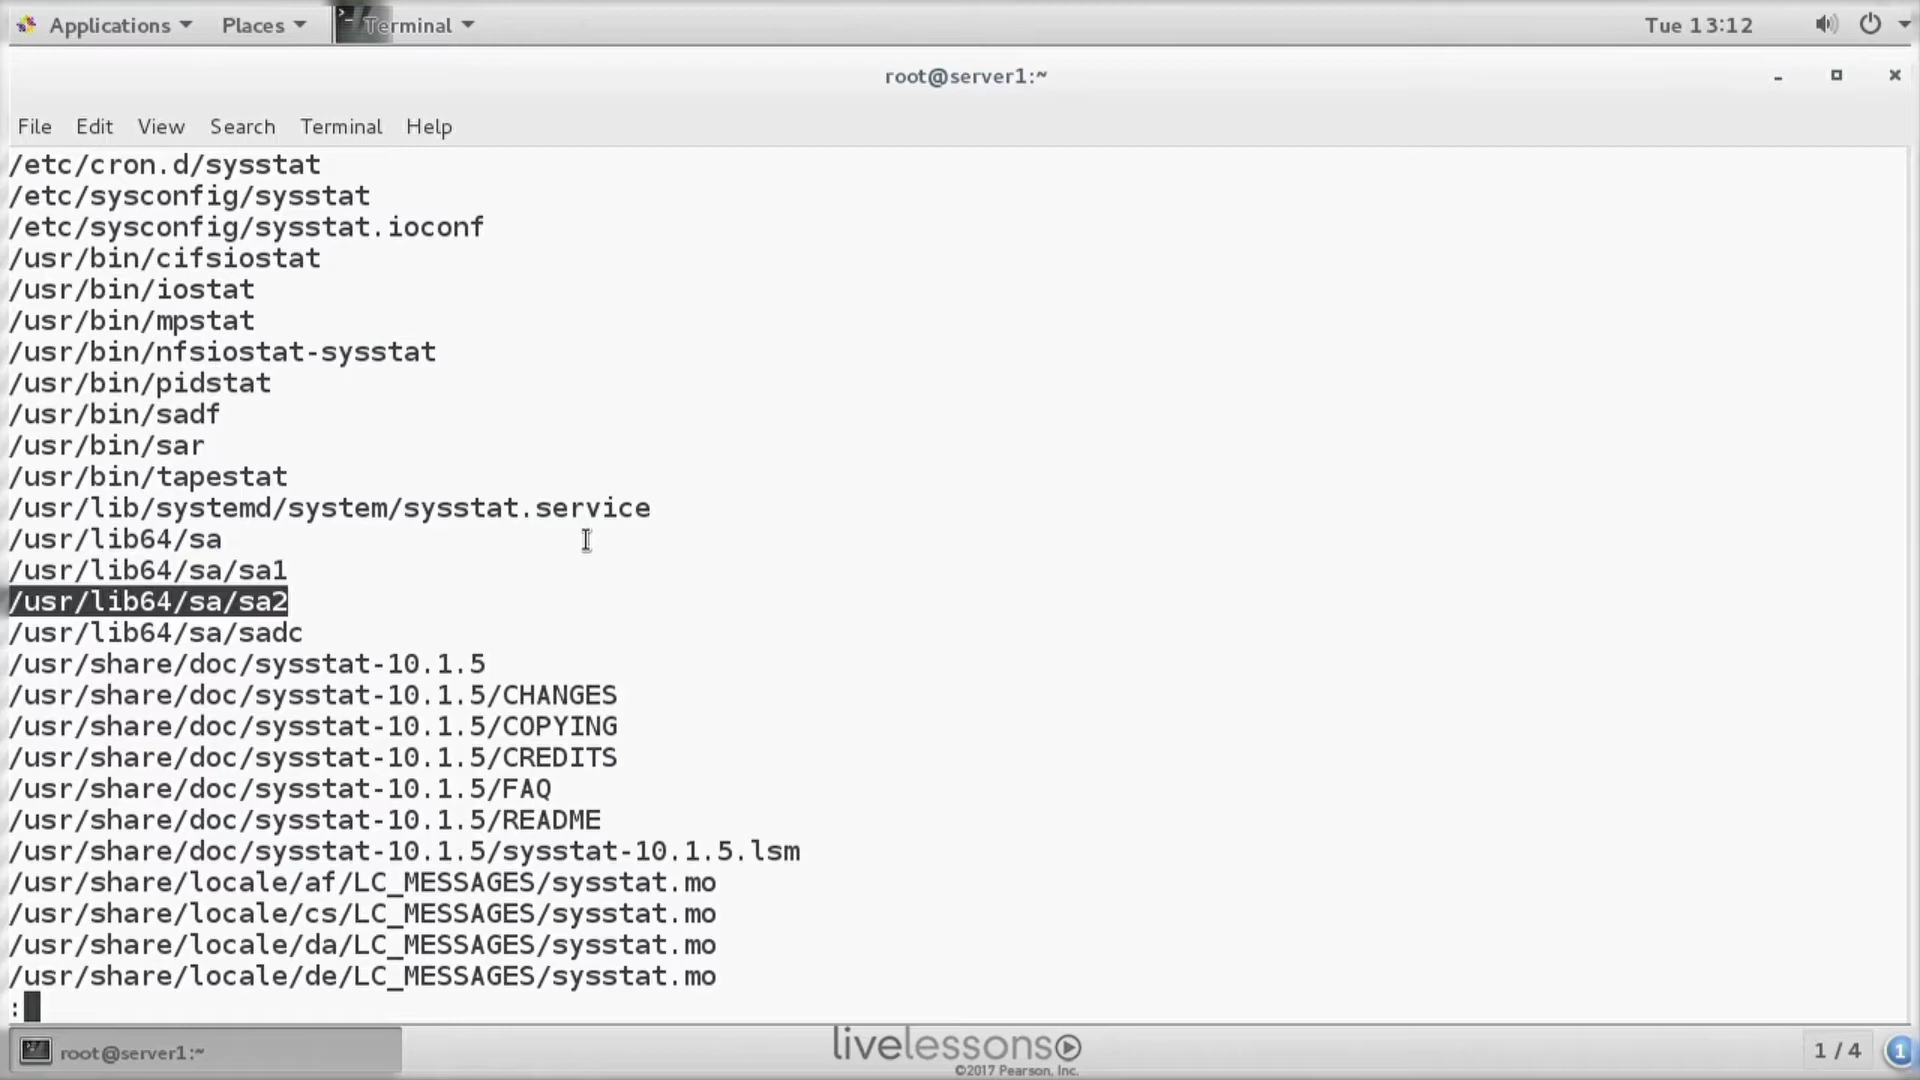 Applications Places Terminal Tue 13:12
root@server1:~
File Edit View Search Terminal Help
/etc/cron.d/sysstat
/etc/sysconfig/sysstat
/etc/sysconfig/sysstat.ioconf
/usr/bin/cifsiostat
/usr/bin/iostat
/usr/bin/mpstat
/usr/bin/nfsiostat-sysstat
/usr/bin/pidstat
/usr/bin/sadf
/usr/bin/sar
/usr/bin/tapestat
/usr/lib/systemd/system/sysstat.service
/usr/lib64/sa
/usr/lib64/sa/sa1
/usr/lib64/sa/sa2
/usr/lib64/sa/sadc
/usr/share/doc/sysstat-10.1.5
/usr/share/doc/sysstat-10.1.5/CHANGES
/usr/share/doc/sysstat-10.1.5/COPYING
/usr/share/doc/sysstat-10.1.5/CREDITS
/usr/share/doc/sysstat-10.1.5/FAQ
/usr/share/doc/sysstat-10.1.5/README
/usr/share/doc/sysstat-10.1.5/sysstat-10.1.5.lsm
/usr/share/locale/af/LC_MESSAGES/sysstat.mo
/usr/share/locale/cs/LC_MESSAGES/sysstat.mo
/usr/share/locale/da/LC_MESSAGES/sysstat.mo
/usr/share/locale/de/LC_MESSAGES/sysstat.mo
:
root@server1:~ livelessons 1 / 4 1
©2017 Pearson, Inc.